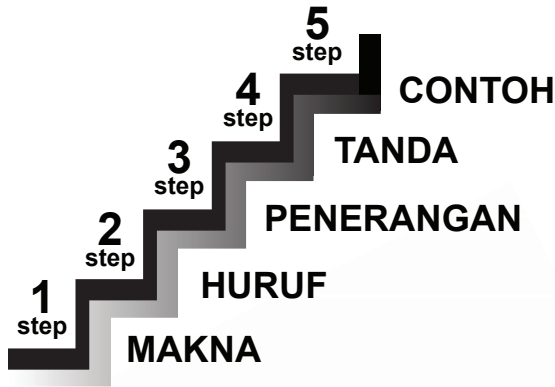 5
step
CONTOH
4
step
TANDA
3
step
PENERANGAN
2
step
HURUF
1
step
MAKNA